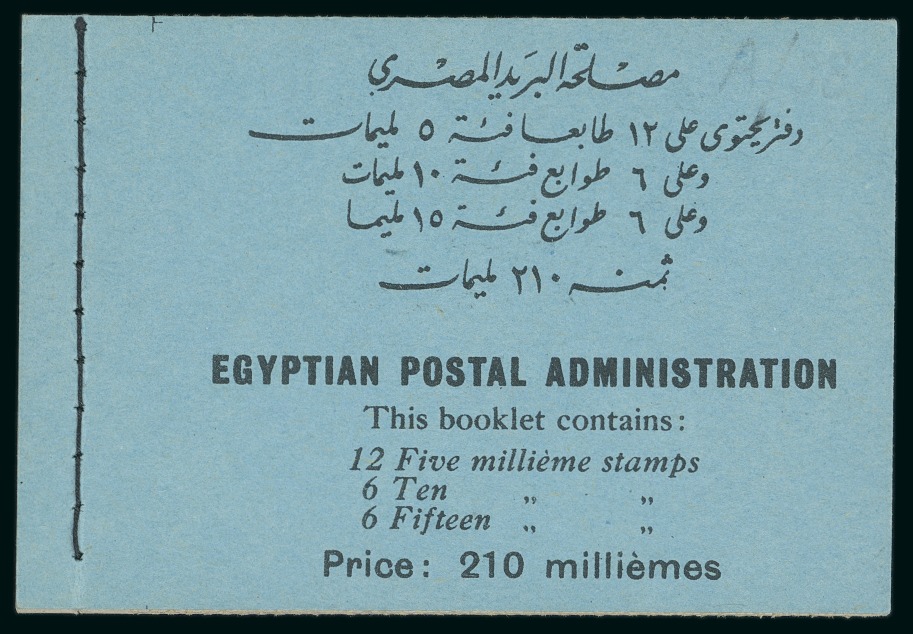 مصلحة البريد المصري
دفتر يحتوى على ١٢ طابعا فئة ٥ مليمات
وعلى ٦ طوابع فئة ١٠ مليمات
وعلى ٦ طوابع فئة ١٥ مليما
ثمنه ٢١٠ مليمات
EGYPTIAN POSTAL ADMINISTRATION
This booklet contains:
12 Five millième stamps
6 Ten „ „
6 Fifteen „ „
Price: 210 millièmes